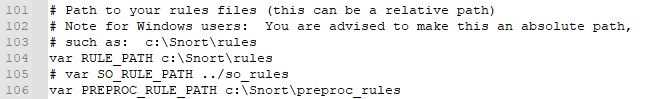 101 # Path to your rules files (this can be a relative path)
102 # Note for Windows users:  You are advised to make this an absolute path,
103 # such as:  c:\Snort\rules
104 var RULE_PATH c:\Snort\rules
105 # var SO_RULE_PATH ../so_rules
106 var PREPROC_RULE_PATH c:\Snort\preproc_rules